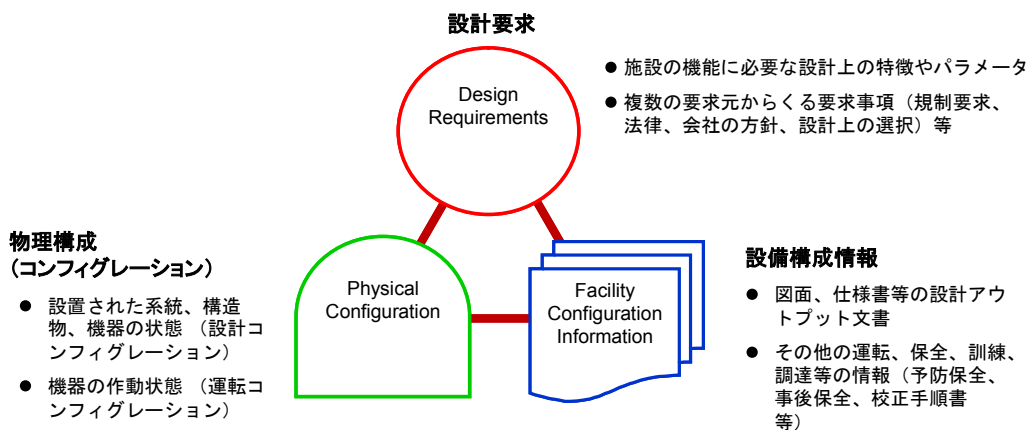 設計要求
Design
Requirements
● 施設の機能に必要な設計上の特徴やパラメータ
● 複数の要求元からくる要求事項（規制要求、
法律、会社の方針、設計上の選択）等
物理構成
（コンフィグレーション）
● 設置された系統、構造
物、機器の状態 （設計コ
ンフィグレーション）
● 機器の作動状態 （運転コ
ンフィグレーション）
Physical
Configuration
Facility
Configuration
Information
設備構成情報
● 図面、仕様書等の設計アウ
トプット文書
● その他の運転、保全、訓練、
調達等の情報（予防保全、
事後保全、校正手順書
等）